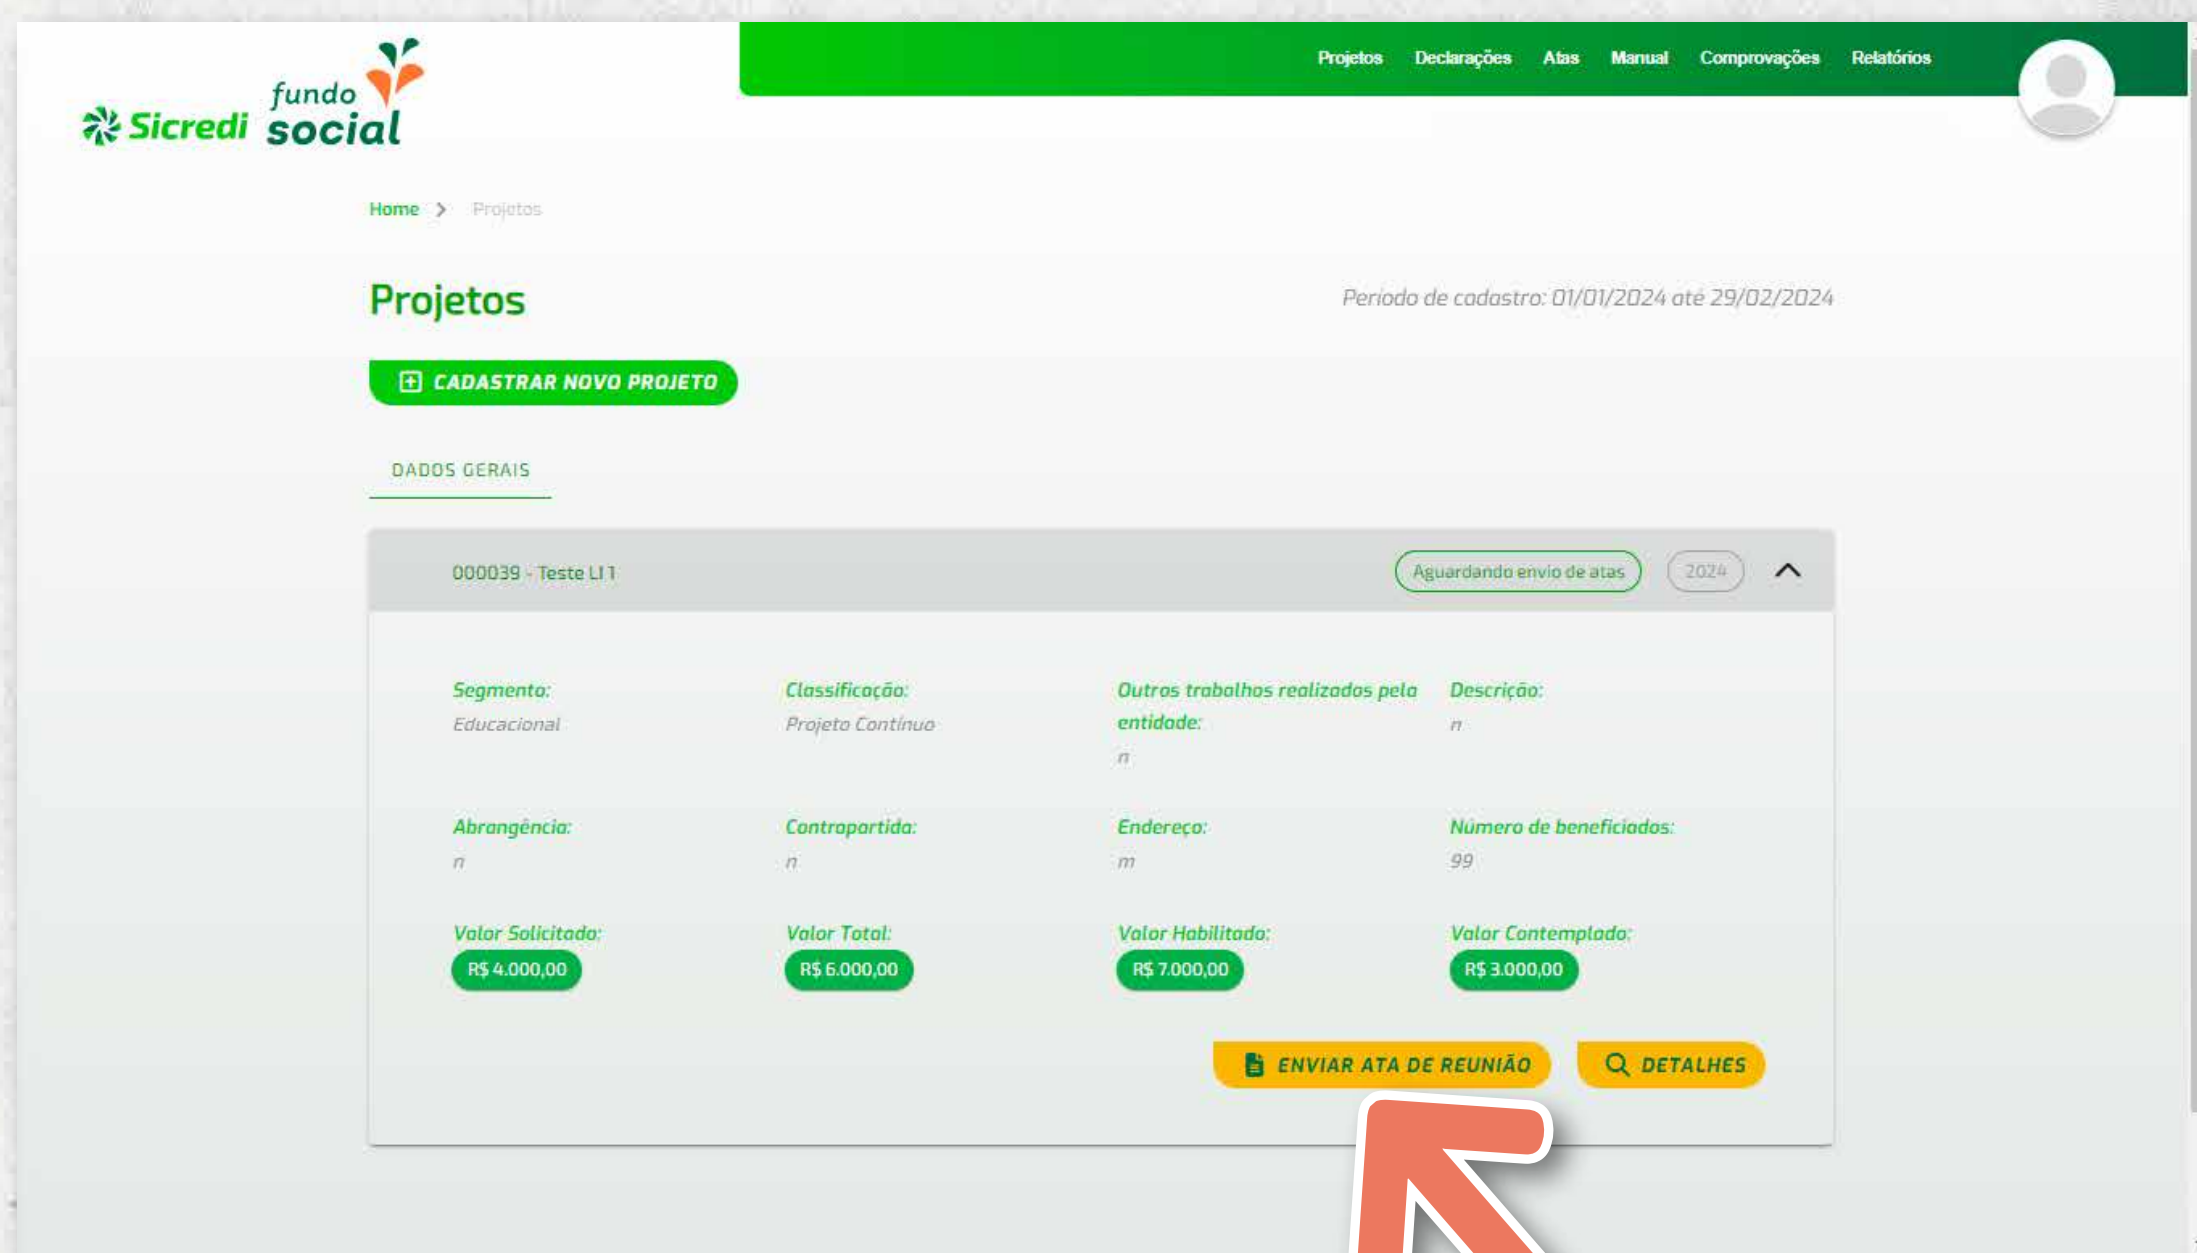 Projetos Declarações Atas Manual Comprovações Relatórios
Sicredi fundo social
Home > Projetos
Projetos
Período de cadastro: 01/01/2024 até 29/02/2024
CADASTRAR NOVO PROJETO
DADOS GERAIS
000039 - Teste LI 1 Aguardando envio de atas 2024
Segmento: Classificação: Outros trabalhos realizados pela entidade: Descrição:
Educacional Projeto Contínuo n n
Abrangência: Contrapartida: Endereço: Número de beneficiados:
n n m 99
Valor Solicitado: Valor Total: Valor Habilitado: Valor Contemplado:
R$ 4.000,00 R$ 6.000,00 R$ 7.000,00 R$ 3.000,00
ENVIAR ATA DE REUNIÃO DETALHES